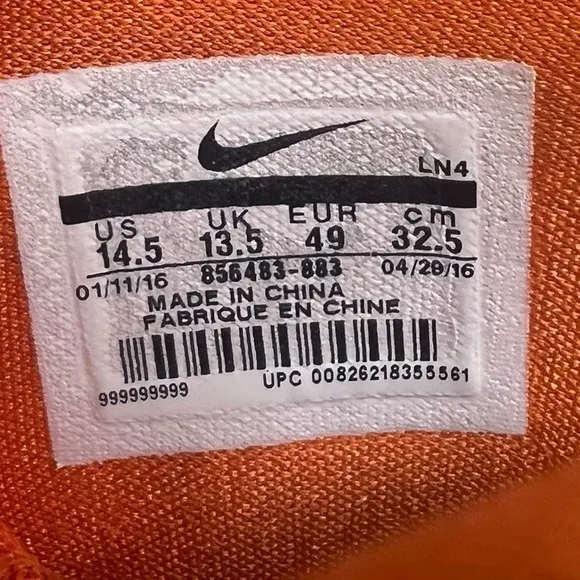 LN4
US UK EUR cm
14.5 13.5 49 32.5
01/11/16 856483-883 04/28/16
MADE IN CHINA
FABRIQUE EN CHINE
999999999 UPC 00826218355561